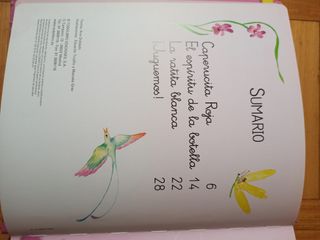 SUMARIO
Caperucita Roja 6
El espíritu de la botella 14
La ratita blanca 22
¡Juguemos! 28